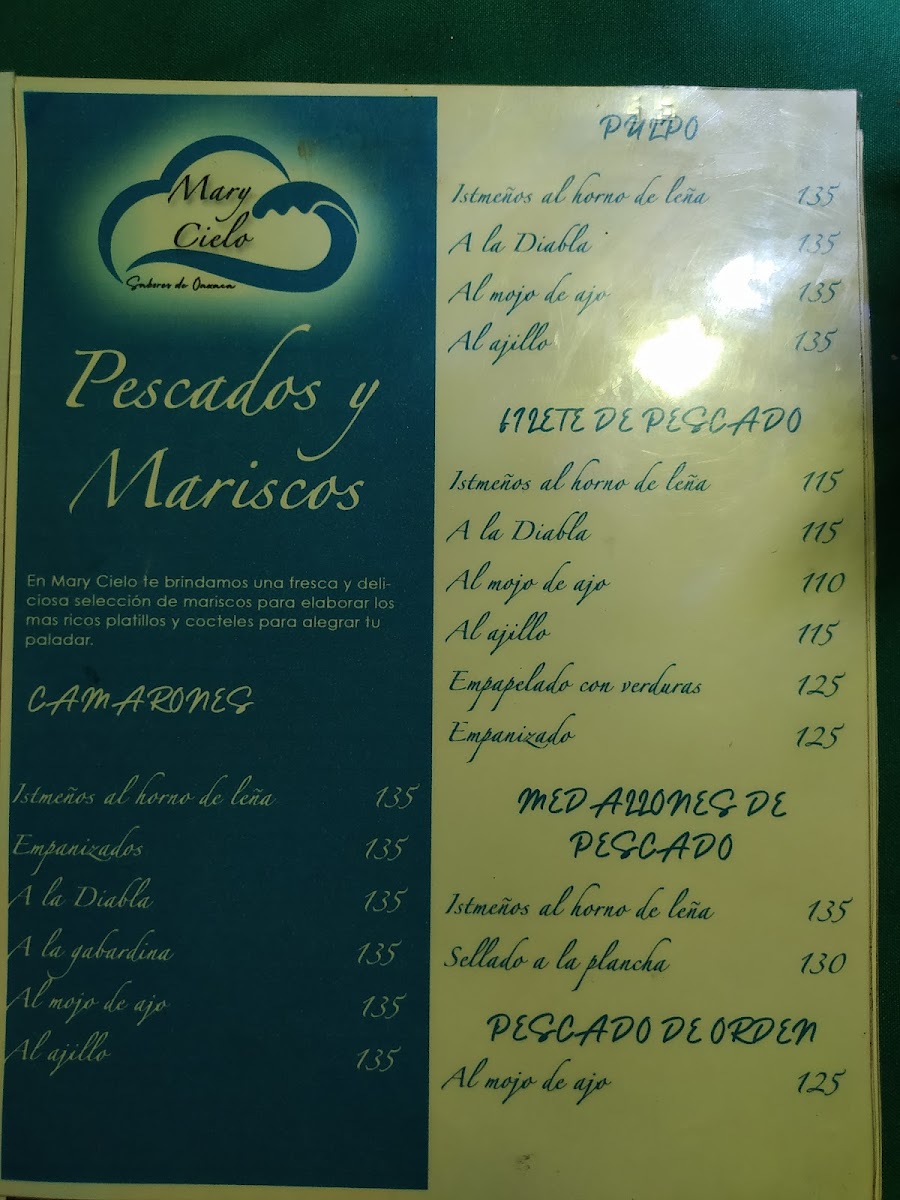 Mary
Cielo
Sabores de Oaxaca
Pescados y
Mariscos
En Mary Cielo te brindamos una fresca y deli-
ciosa selección de mariscos para elaborar los
mas ricos platillos y cocteles para alegrar tu
paladar.
CAMARONES
Istmeños al horno de leña 135
Empanizados 135
A la Diabla 135
A la gabardina 135
Al mojo de ajo 135
Al ajillo 135
PULPO
Istmeños al horno de leña 135
A la Diabla 135
Al mojo de ajo 135
Al ajillo 135
FILETE DE PESCADO
Istmeños al horno de leña 115
A la Diabla 115
Al mojo de ajo 110
Al ajillo 115
Empapelado con verduras 125
Empanizado 125
MEDALLONES DE
PESCADO
Istmeños al horno de leña 135
Sellado a la plancha 130
PESCADO DE ORDEN
Al mojo de ajo 125